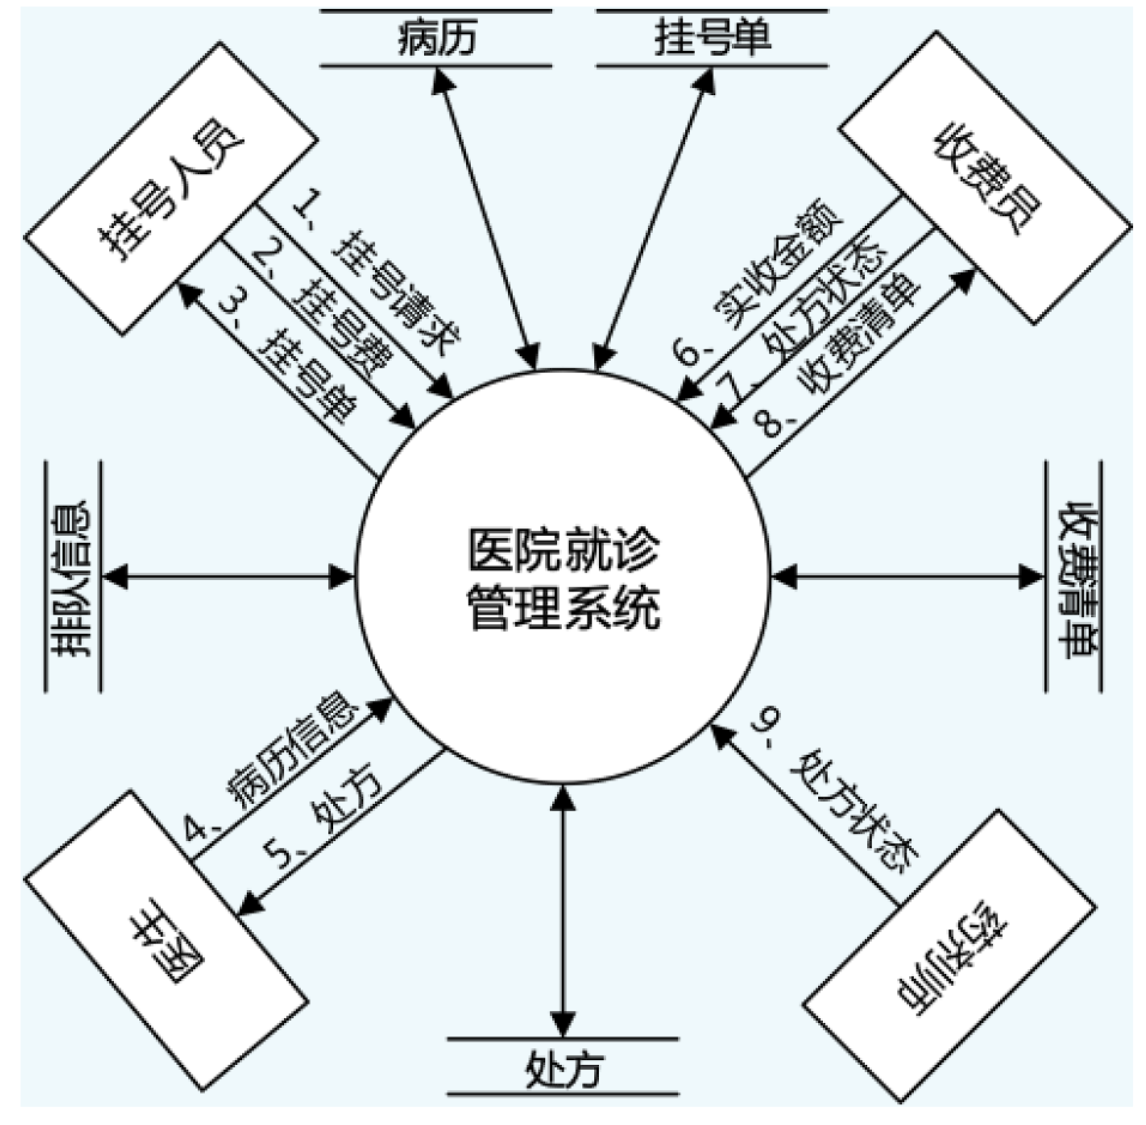 病历
挂号单
挂号人员
收费员
1、挂号请求
2、挂号费
3、挂号单
6、实收金额
7、处方状态
8、收费清单
排队信息
医院就诊
管理系统
收费清单
4、病历信息
5、处方
9、处方状态
医生
药剂师
处方